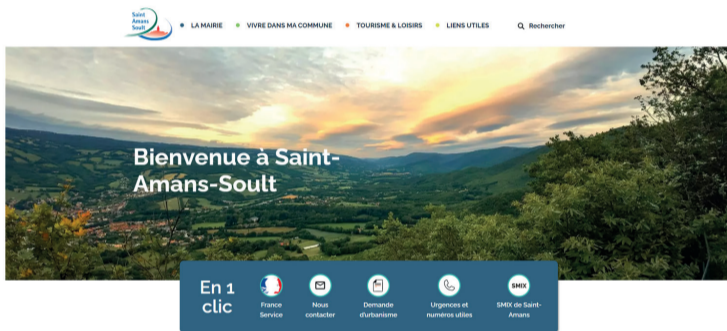 Saint
Amans
Soult
LA MAIRIE
VIVRE DANS MA COMMUNE
TOURISME & LOISIRS
LIENS UTILES
Rechercher
Bienvenue à Saint-
Amans-Soult
En 1
clic
France
Service
Nous
contacter
Demande
d'urbanisme
Urgences et
numéros utiles
SMIX
SMIX de Saint-
Amans